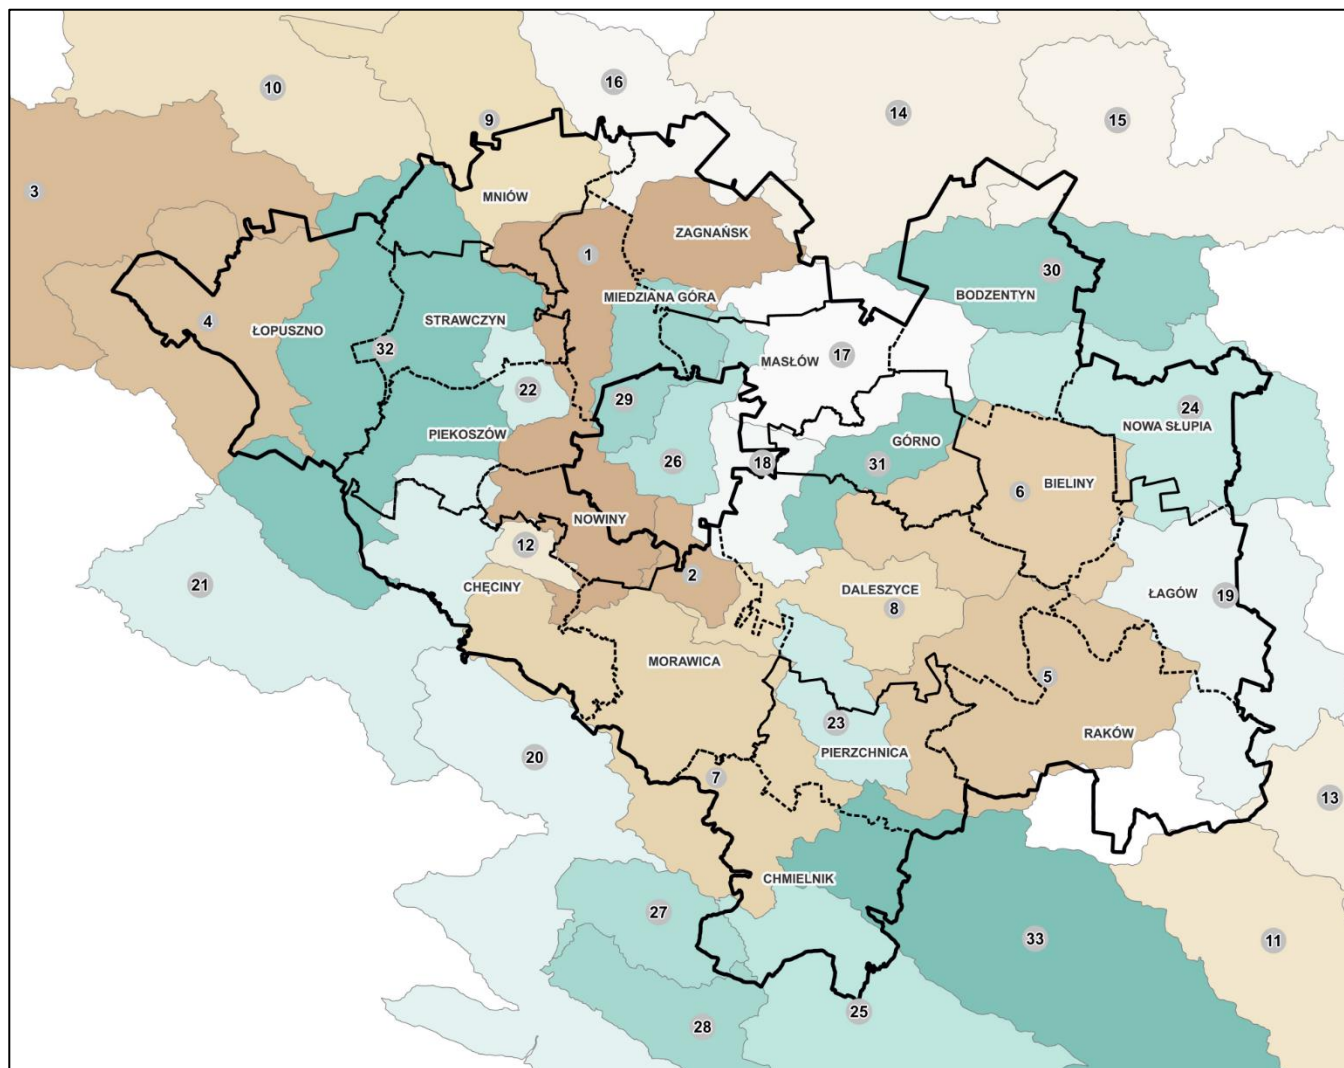 16
10
14
9
15
3
MNIÓW
ZAGNAŃSK
1
30
BODZENTYN
MIEDZIANA GÓRA
4
ŁOPUSZNO
STRAWCZYN
32
17
MASŁÓW
22
29
24
NOWA SŁUPIA
PIEKOSZÓW
GÓRNO
26
18
31
6
BIELINY
NOWINY
12
2
21
CHĘCINY
DALESZYCE
8
ŁAGÓW
19
MORAWICA
5
23
PIERZCHNICA
RAKÓW
20
7
13
CHMIELNIK
27
33
11
25
28